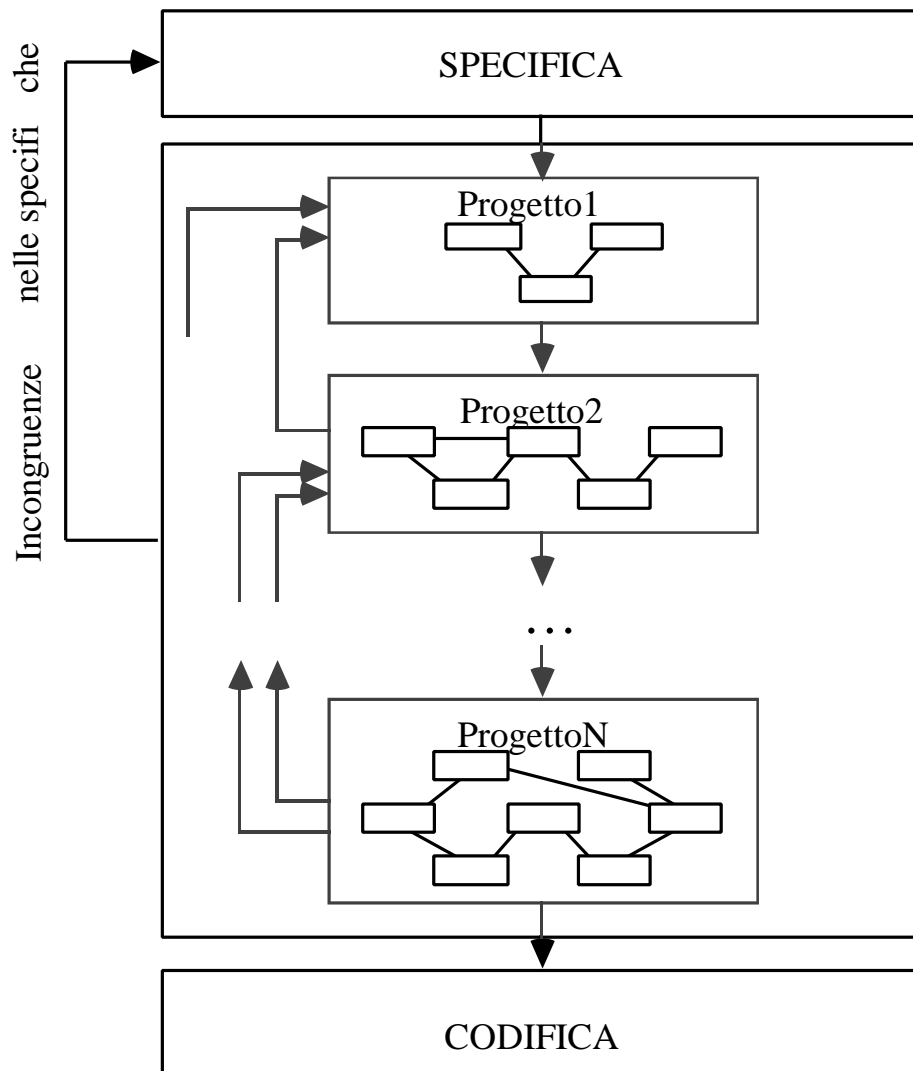 SPECIFICA
Incongruenze nelle specifi che
Progetto1
Progetto2
...
ProgettoN
CODIFICA